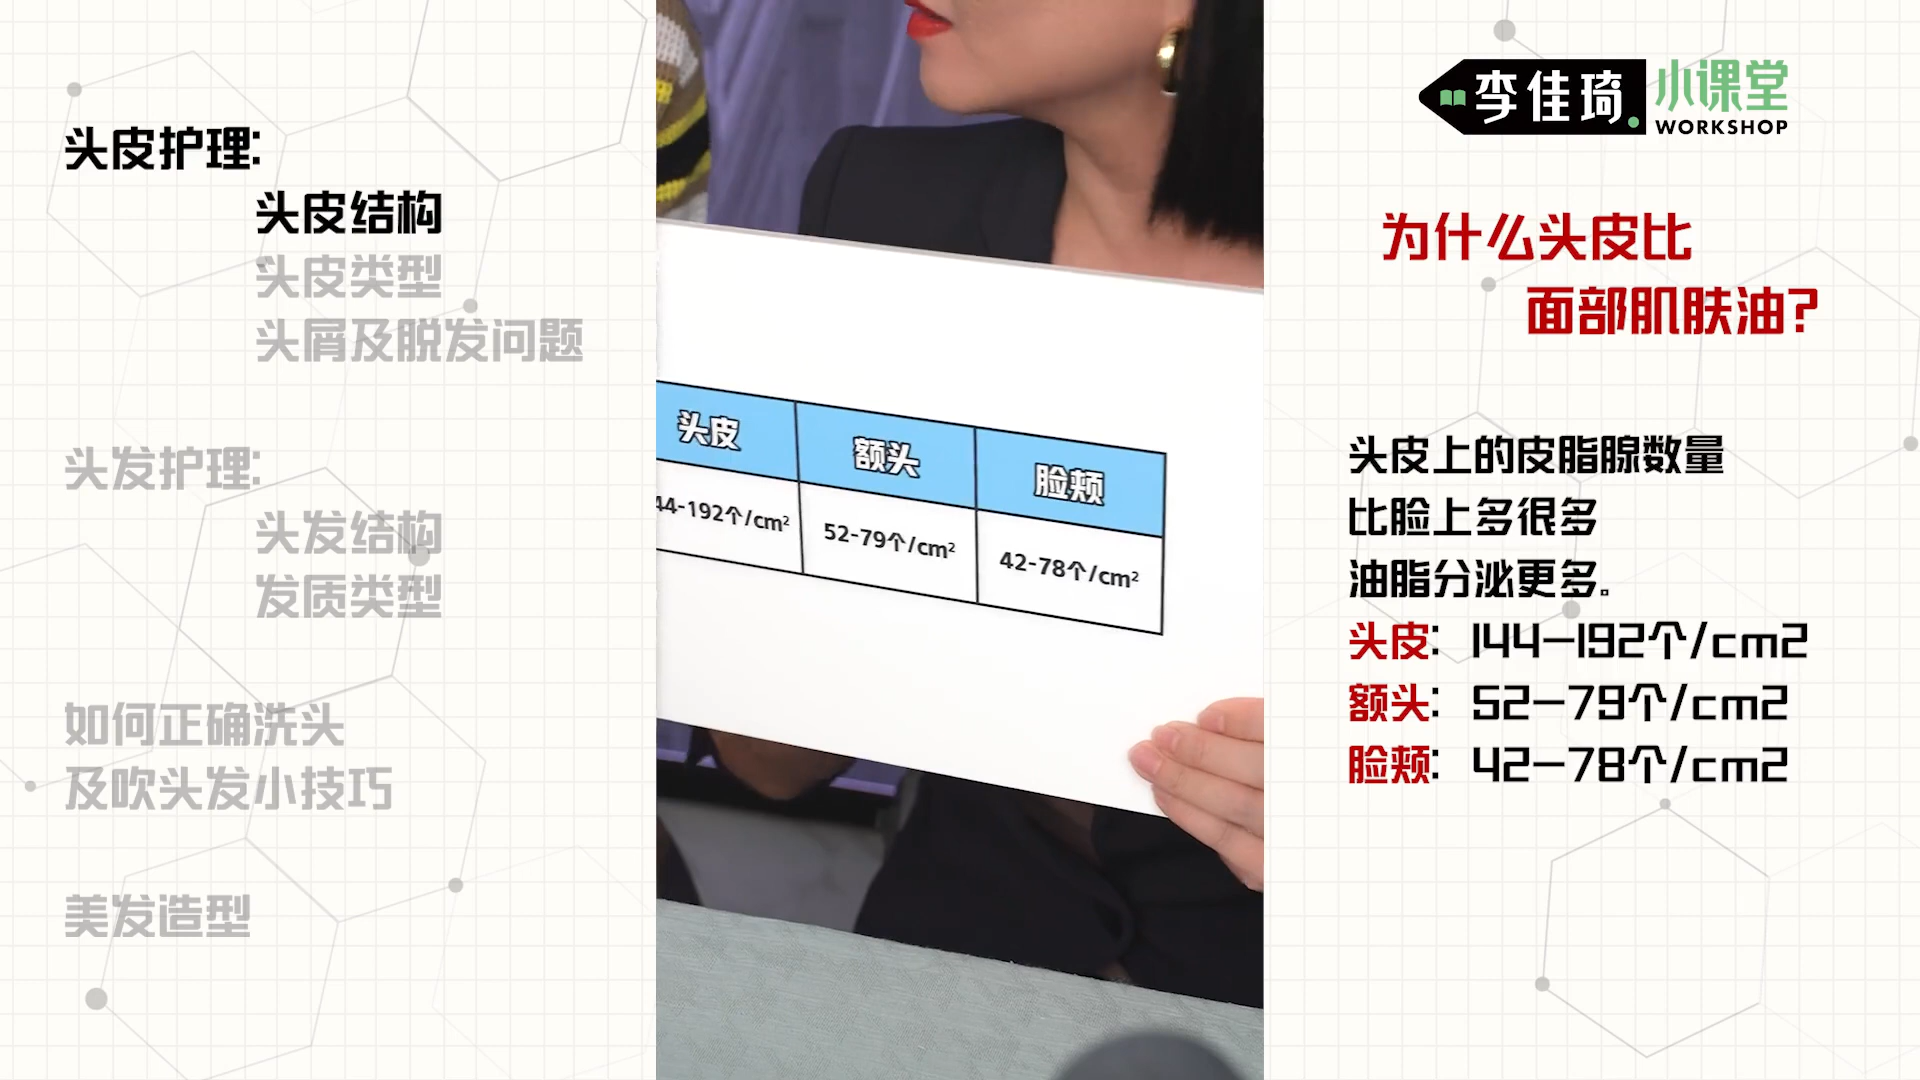 头皮护理:
头皮结构
头皮类型
头屑及脱发问题
头发护理:
头发结构
发质类型
如何正确洗头
及吹头发小技巧
美发造型
头皮 额头 脸颊
44-192个/cm² 52-79个/cm² 42-78个/cm²
李佳琦 小课堂
WORKSHOP
为什么头皮比
面部肌肤油?
头皮上的皮脂腺数量
比脸上多很多
油脂分泌更多。
头皮: 144-192个/cm2
额头: 52-79个/cm2
脸颊: 42-78个/cm2